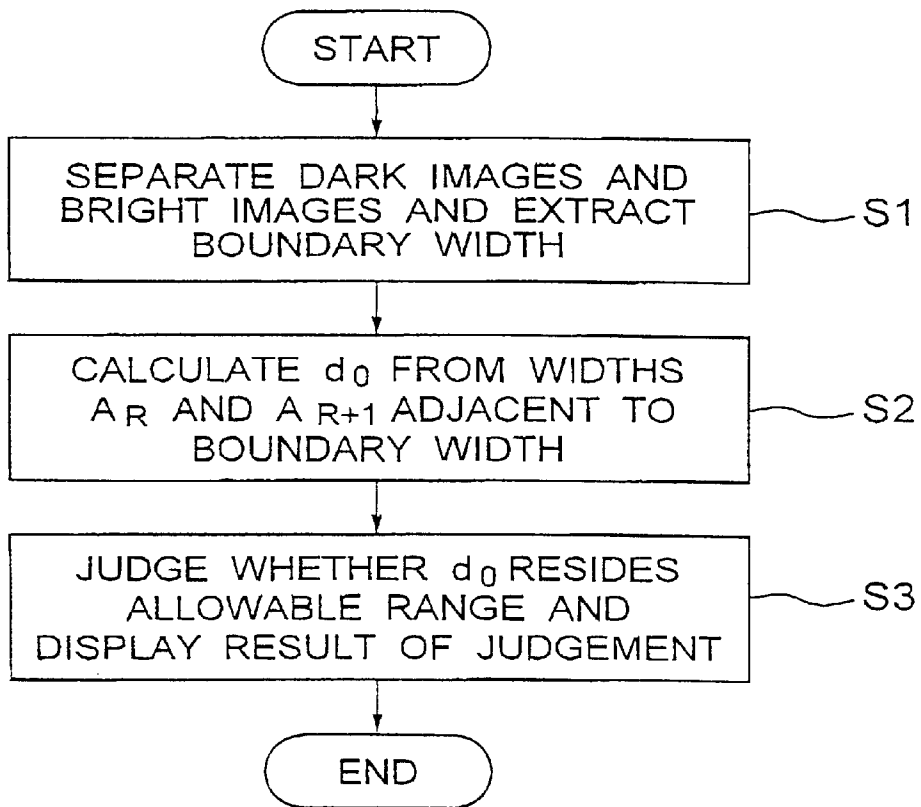 START
SEPARATE DARK IMAGES AND
BRIGHT IMAGES AND EXTRACT
BOUNDARY WIDTH
S1
CALCULATE d0 FROM WIDTHS
AR AND AR+1 ADJACENT TO
BOUNDARY WIDTH
S2
JUDGE WHETHER d0 RESIDES
ALLOWABLE RANGE AND
DISPLAY RESULT OF JUDGEMENT
S3
END